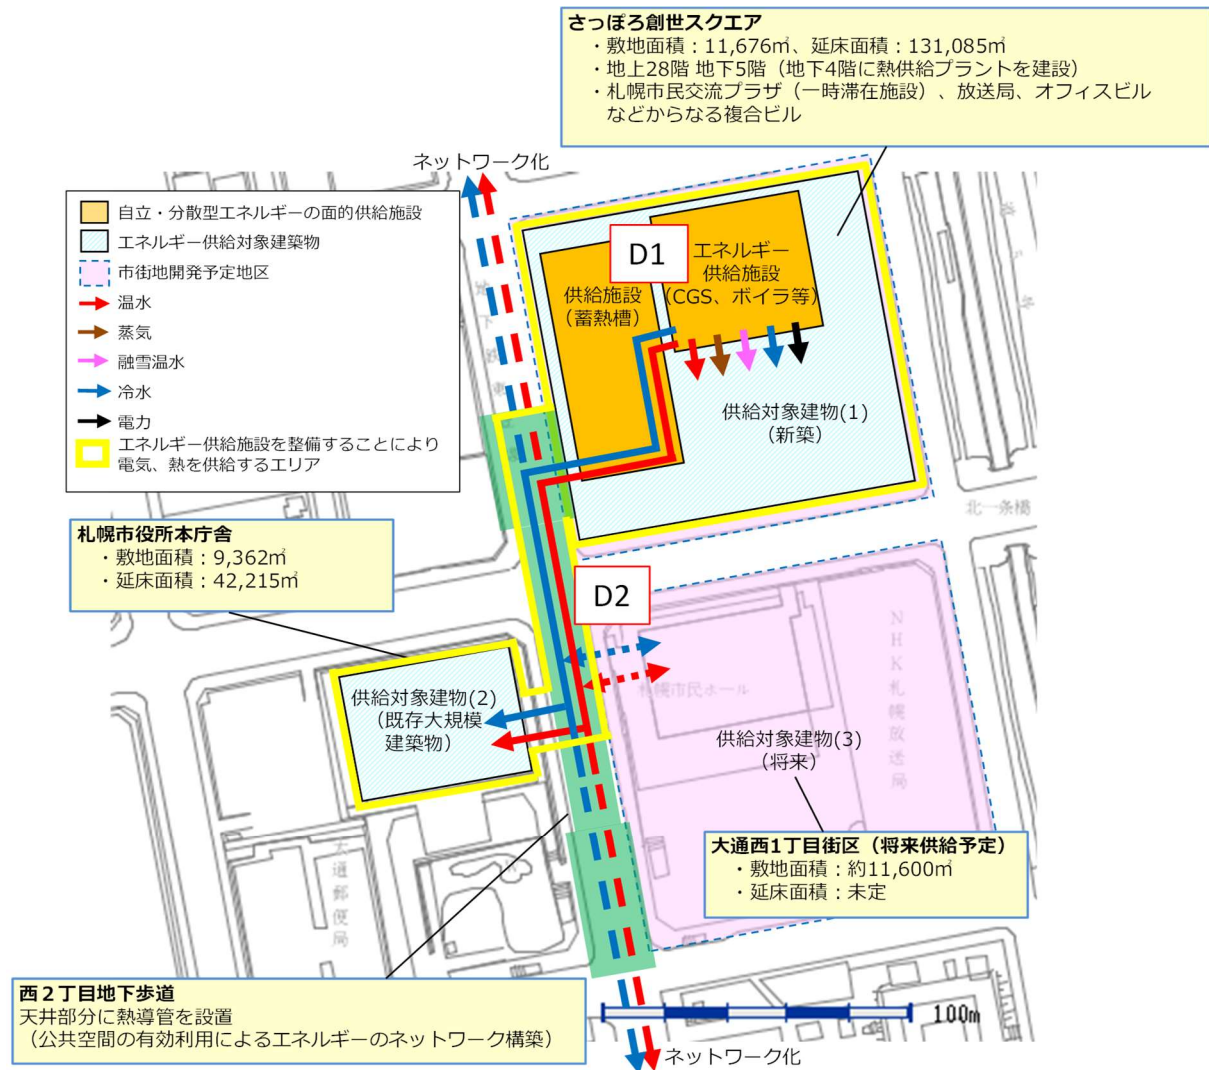 さっぽろ創世スクエア
・敷地面積：11,676㎡、延床面積：131,085㎡
・地上28階 地下5階（地下4階に熱供給プラントを建設）
・札幌市民交流プラザ（一時滞在施設）、放送局、オフィスビル
などからなる複合ビル
ネットワーク化
自立・分散型エネルギーの面的供給施設
エネルギー供給対象建築物
市街地開発予定地区
温水
蒸気
融雪温水
冷水
電力
エネルギー供給施設を整備することにより
電気、熱を供給するエリア
D1
エネルギー
供給施設
（CGS、ボイラ等）
供給施設
（蓄熱槽）
供給対象建物(1)
（新築）
北一条橋
札幌市役所本庁舎
・敷地面積：9,362㎡
・延床面積：42,215㎡
D2
供給対象建物(2)
（既存大規模
建築物）
札幌市民ホール
NHK札幌放送局
供給対象建物(3)
（将来）
大通西1丁目街区（将来供給予定）
・敷地面積：約11,600㎡
・延床面積：未定
大通郵便局
西２丁目地下歩道
天井部分に熱導管を設置
（公共空間の有効利用によるエネルギーのネットワーク構築）
100m
ネットワーク化